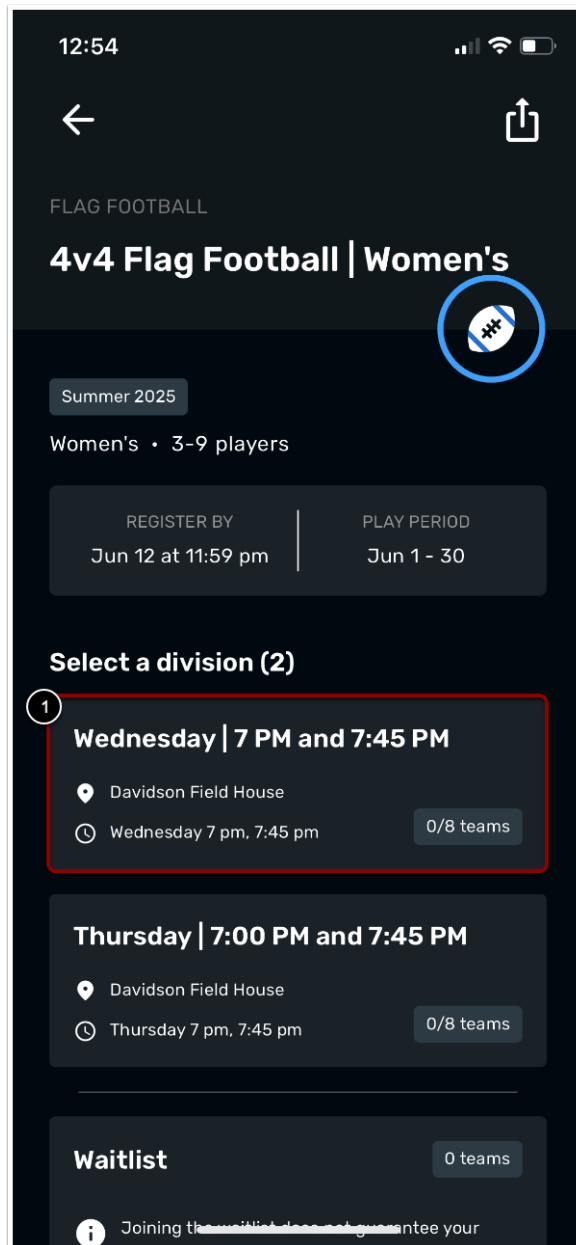 12:54
FLAG FOOTBALL
4v4 Flag Football | Women's
Summer 2025
Women's • 3-9 players
REGISTER BY
Jun 12 at 11:59 pm
PLAY PERIOD
Jun 1 - 30
Select a division (2)
1
Wednesday | 7 PM and 7:45 PM
Davidson Field House
Wednesday 7 pm, 7:45 pm
0/8 teams
Thursday | 7:00 PM and 7:45 PM
Davidson Field House
Thursday 7 pm, 7:45 pm
0/8 teams
Waitlist
0 teams
Joining the waitlist does not guarantee your